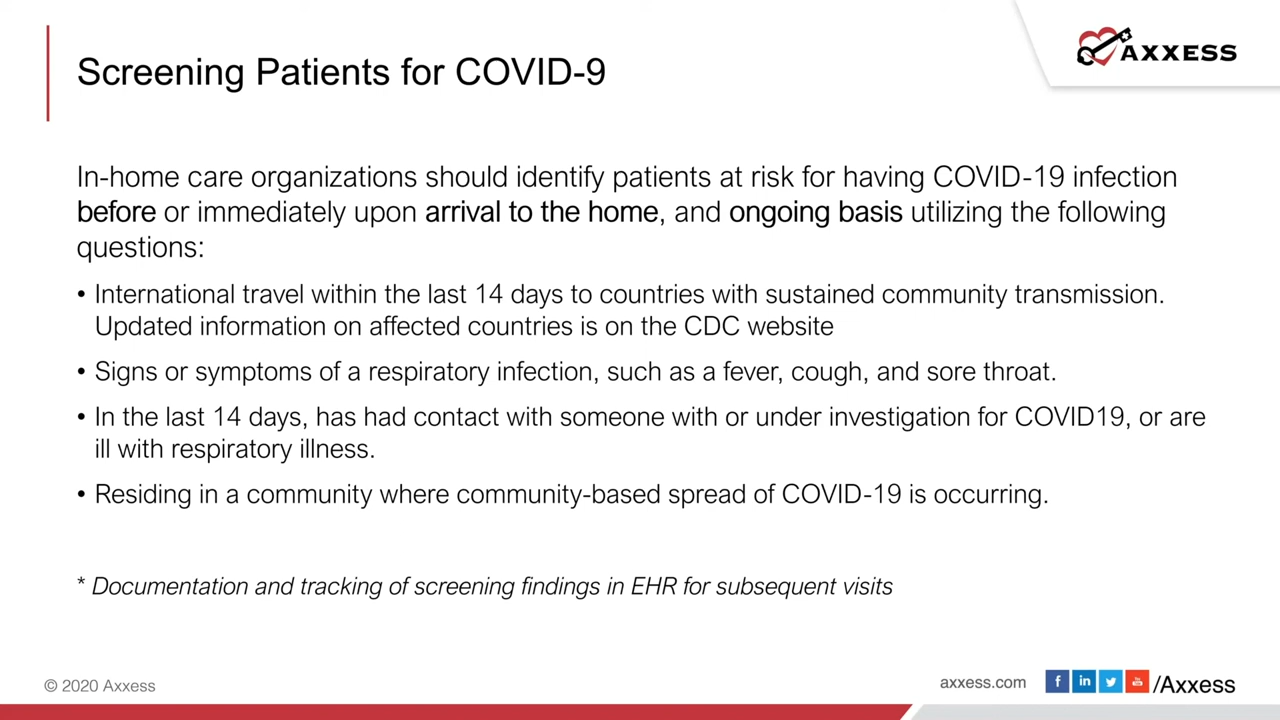 AXXESS
Screening Patients for COVID-9
In-home care organizations should identify patients at risk for having COVID-19 infection
before or immediately upon arrival to the home, and ongoing basis utilizing the following
questions:
• International travel within the last 14 days to countries with sustained community transmission.
Updated information on affected countries is on the CDC website
• Signs or symptoms of a respiratory infection, such as a fever, cough, and sore throat.
• In the last 14 days, has had contact with someone with or under investigation for COVID19, or are
ill with respiratory illness.
• Residing in a community where community-based spread of COVID-19 is occurring.
* Documentation and tracking of screening findings in EHR for subsequent visits
© 2020 Axxess
axxess.com f in /Axxess